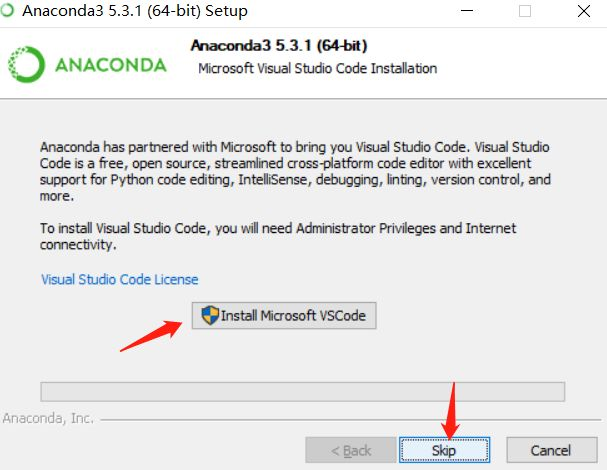 Anaconda3 5.3.1 (64-bit) Setup
ANACONDA
Anaconda3 5.3.1 (64-bit)
Microsoft Visual Studio Code Installation
Anaconda has partnered with Microsoft to bring you Visual Studio Code. Visual Studio
Code is a free, open source, streamlined cross-platform code editor with excellent
support for Python code editing, IntelliSense, debugging, linting, version control, and
more.
To install Visual Studio Code, you will need Administrator Privileges and Internet
connectivity.
Visual Studio Code License
Install Microsoft VSCode
Anaconda, Inc.
< Back
Skip
Cancel